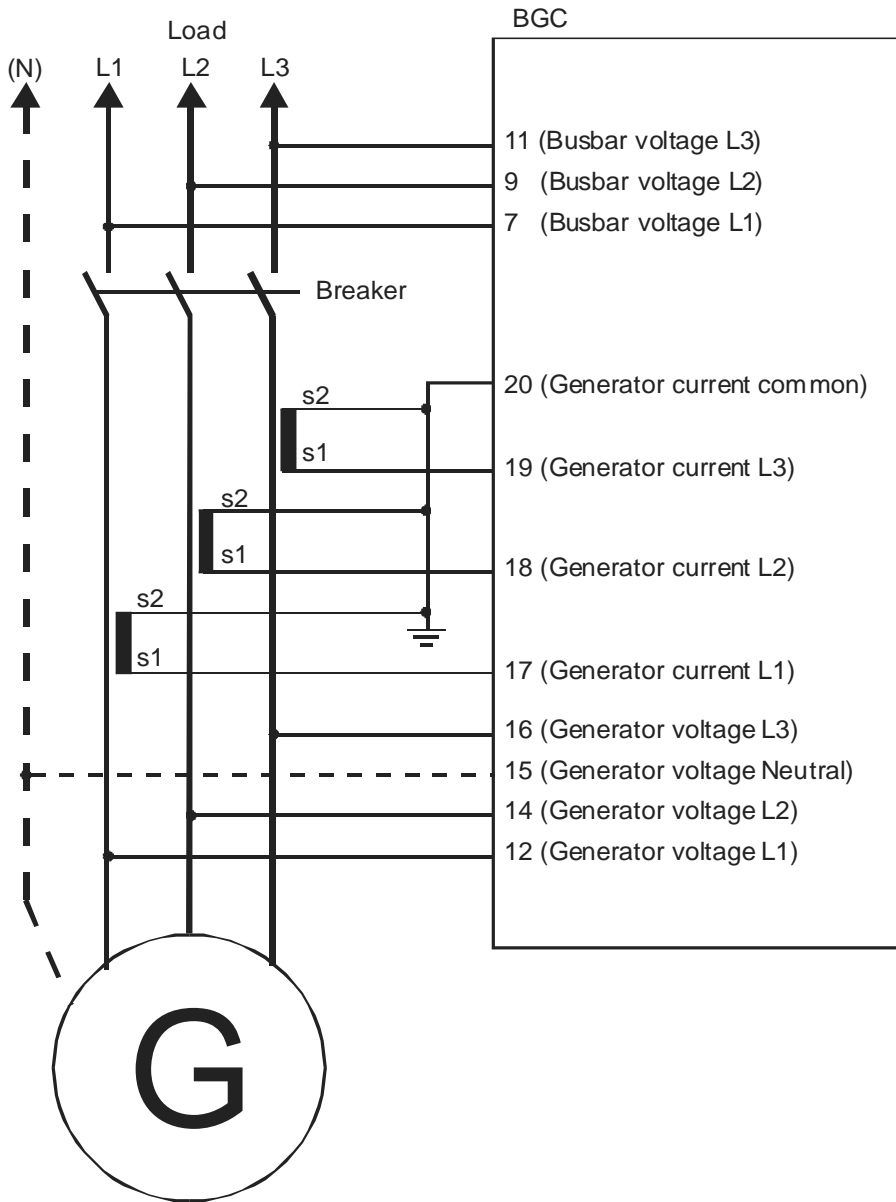 BGC
Load
(N) L1 L2 L3
11 (Busbar voltage L3)
9 (Busbar voltage L2)
7 (Busbar voltage L1)
Breaker
20 (Generator current common)
s2
s1
19 (Generator current L3)
s2
s1
18 (Generator current L2)
s2
s1
17 (Generator current L1)
16 (Generator voltage L3)
15 (Generator voltage Neutral)
14 (Generator voltage L2)
12 (Generator voltage L1)
G